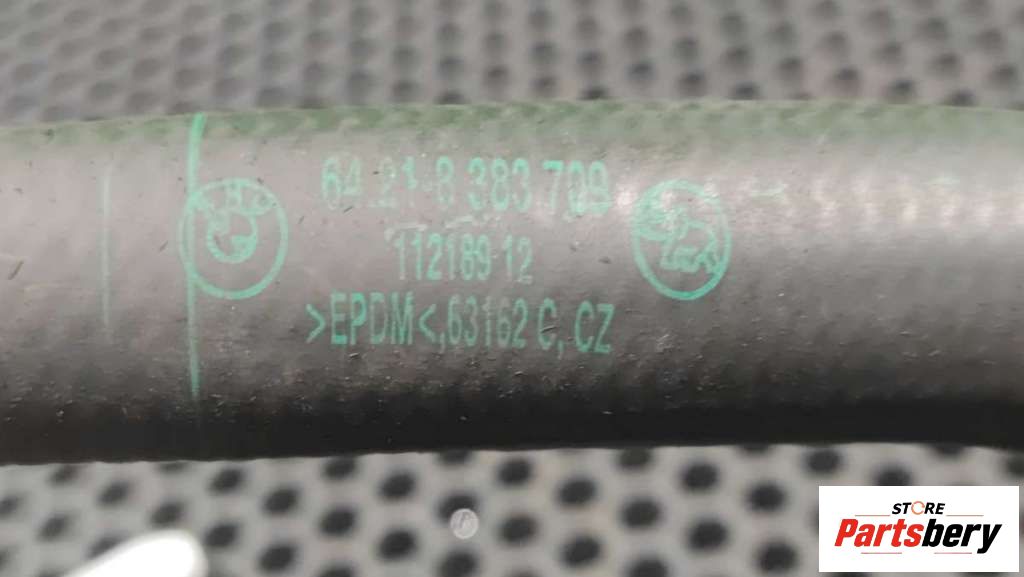 64.21-8 383 709
112189-12
>EPDM<,63162 C, CZ
STORE
Partsbery